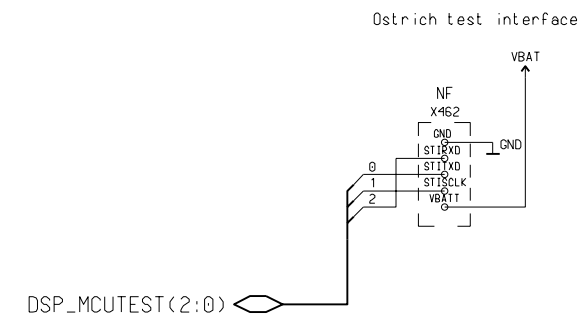 Ostrich test interface
VBAT
NF
X462
GND
GND
STIRXD
0
STITXD
1
STISCLK
2
VBATT
DSP_MCUTEST(2:0)